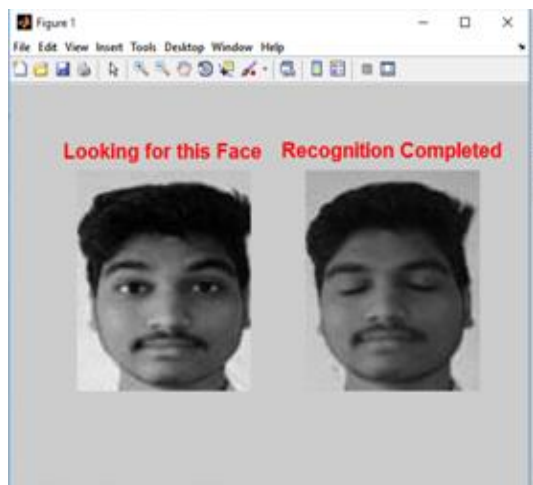 Figure 1
File Edit View Insert Tools Desktop Window Help
Looking for this Face Recognition Completed